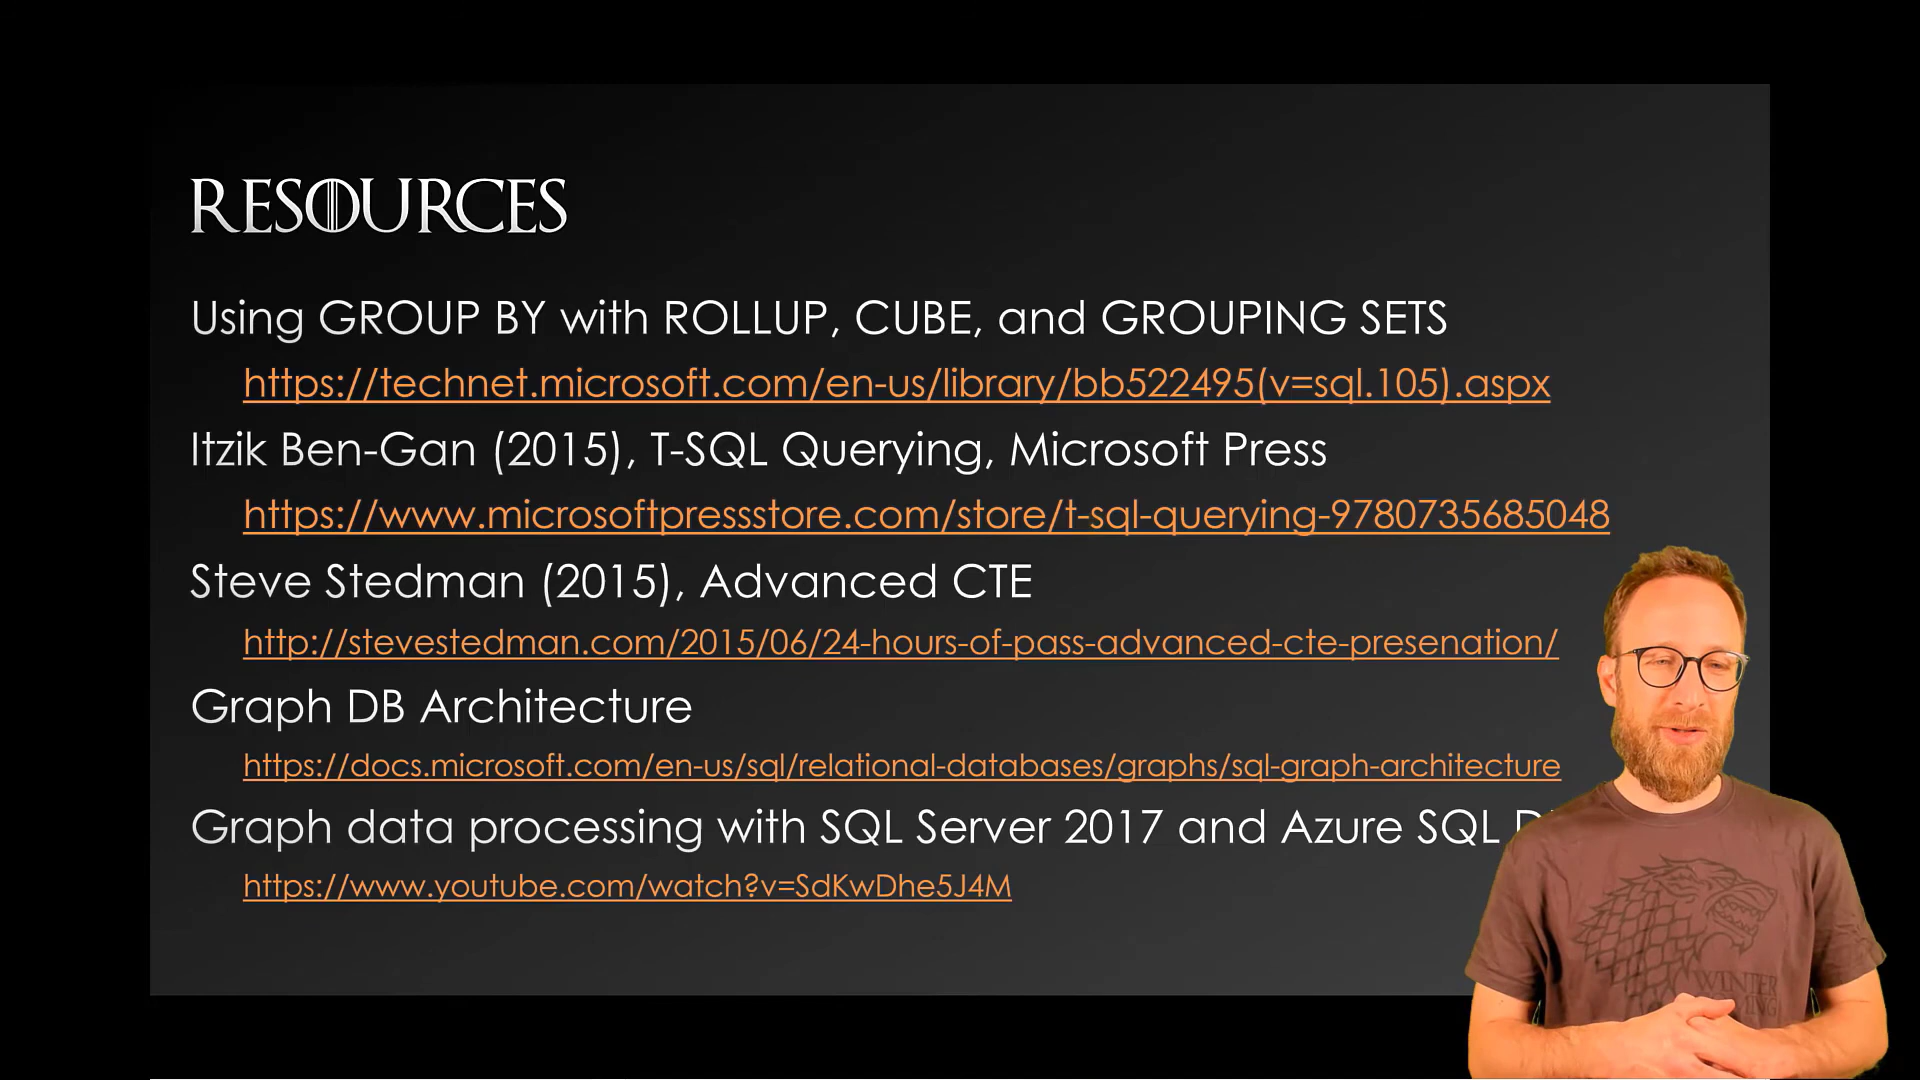 RESOURCES
Using GROUP BY with ROLLUP, CUBE, and GROUPING SETS
https://technet.microsoft.com/en-us/library/bb522495(v=sql.105).aspx
Itzik Ben-Gan (2015), T-SQL Querying, Microsoft Press
https://www.microsoftpressstore.com/store/t-sql-querying-9780735685048
Steve Stedman (2015), Advanced CTE
http://stevestedman.com/2015/06/24-hours-of-pass-advanced-cte-presenation/
Graph DB Architecture
https://docs.microsoft.com/en-us/sql/relational-databases/graphs/sql-graph-architecture
Graph data processing with SQL Server 2017 and Azure SQL
https://www.youtube.com/watch?v=SdKwDhe5J4M
WINTER